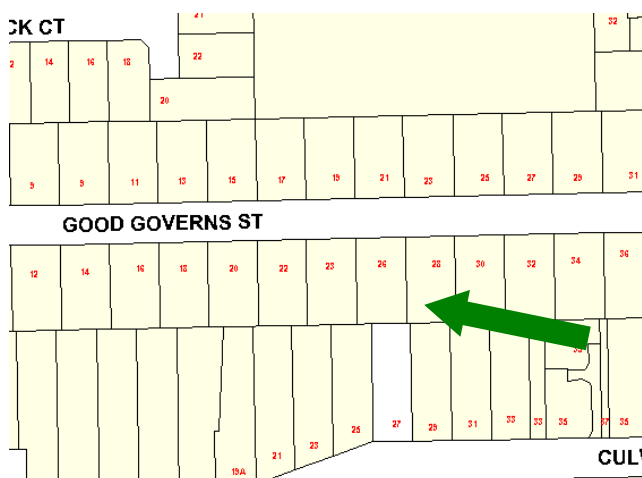 CK CT
21
32
22
2 14 16 18
20
9 9 11 13 15 17 19 21 23 25 27 29 31
GOOD GOVERNS ST
12 14 16 18 20 22 23 26 28 30 32 34 36
19A 21 23 25 27 29 31 33 33 35 37 35
CULV